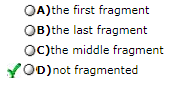 A)the first fragment
B)the last fragment
C)the middle fragment
D)not fragmented